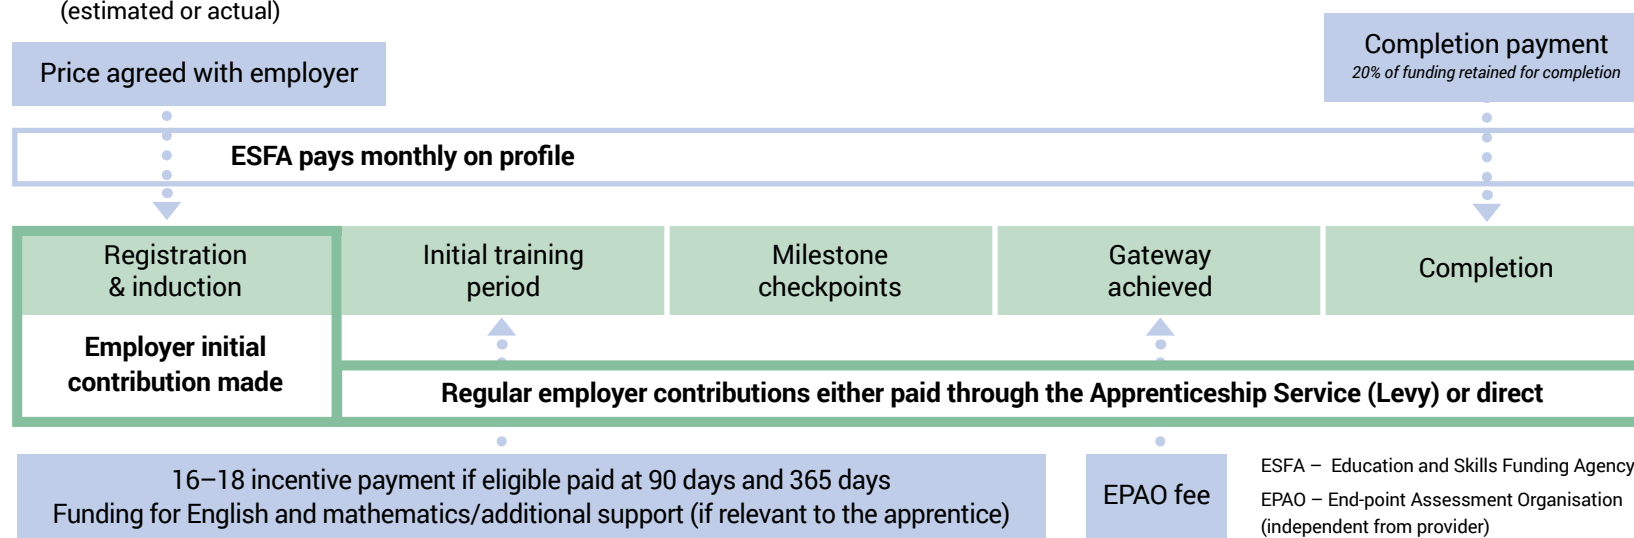 (estimated or actual)
Price agreed with employer
Completion payment
20% of funding retained for completion
ESFA pays monthly on profile
Registration
& induction
Initial training
period
Milestone
checkpoints
Gateway
achieved
Completion
Employer initial
contribution made
Regular employer contributions either paid through the Apprenticeship Service (Levy) or direct
16–18 incentive payment if eligible paid at 90 days and 365 days
Funding for English and mathematics/additional support (if relevant to the apprentice)
EPAO fee
ESFA – Education and Skills Funding Agency
EPAO – End-point Assessment Organisation
(independent from provider)